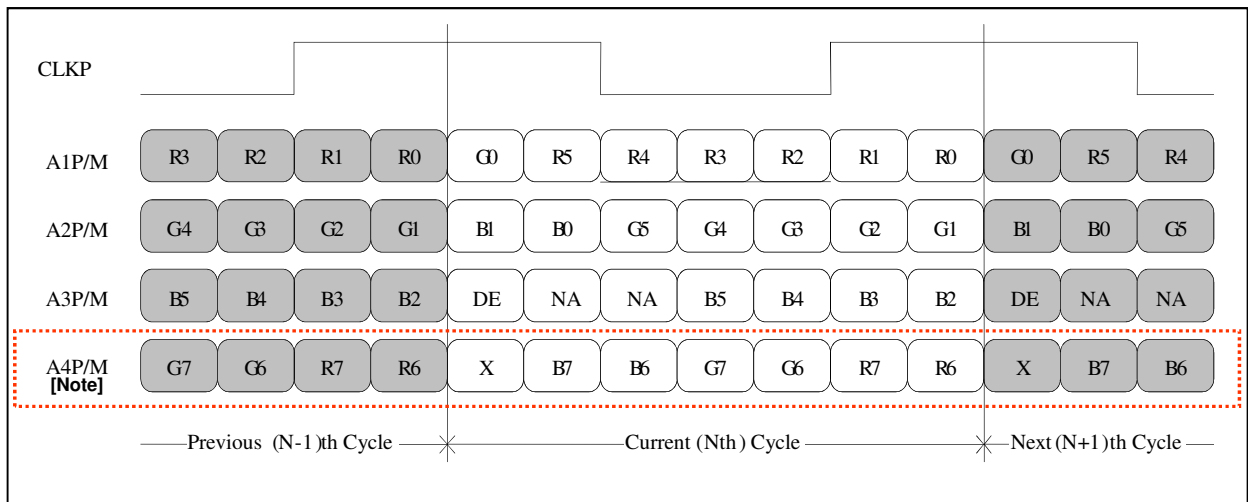 CLKP
A1P/M R3 R2 R1 R0 G0 R5 R4 R3 R2 R1 R0 G0 R5 R4
A2P/M G4 G3 G2 G1 B1 B0 G5 G4 G3 G2 G1 B1 B0 G5
A3P/M B5 B4 B3 B2 DE NA NA B5 B4 B3 B2 DE NA NA
A4P/M G7 G6 R7 R6 X B7 B6 G7 G6 R7 R6 X B7 B6
[Note]
Previous (N-1)th Cycle Current (Nth) Cycle Next (N+1)th Cycle